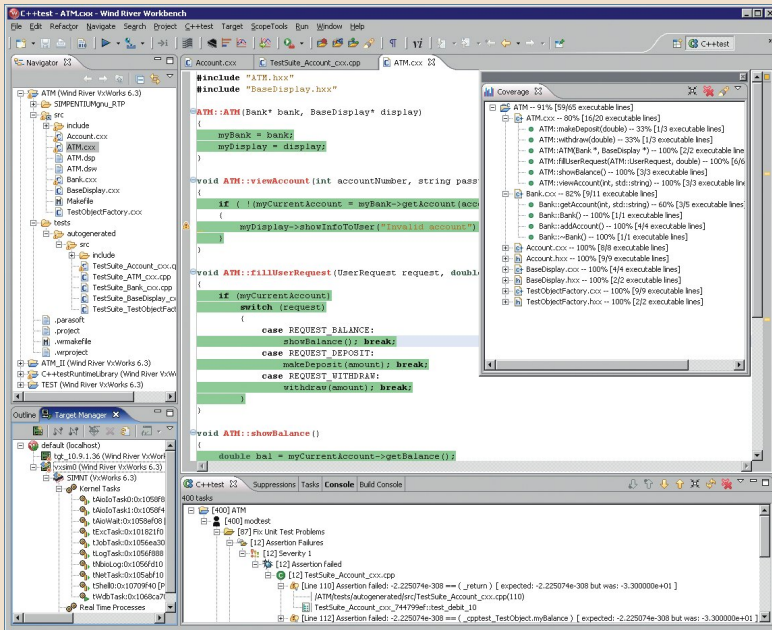 C++test - ATM.cxx - Wind River Workbench
File Edit Refactor Navigate Search Project C++test Target ScopeTools Run Window Help
C++test
Navigator
ATM (Wind River VxWorks 6.3)
SIMPENTIUMgnu_RTP
src
include
Account.cxx
ATM.cxx
ATM.dsp
ATM.dsw
Bank.cxx
BaseDisplay.cxx
Makefile
TestObjectFactory.cxx
tests
autogenerated
src
include
TestSuite_Account_cxx.c
TestSuite_ATM_cxx.cpp
TestSuite_Bank_cxx.cpp
TestSuite_BaseDisplay_cx
TestSuite_TestObjectFact
.parasoft
.project
.wrmakefile
.wrproject
ATM_II (Wind River VxWorks 6.3)
C++testRuntimeLibrary (Wind River VxW
TEST (Wind River VxWorks 6.3)
Account.cxx
TestSuite_Account_cxx.cpp
ATM.cxx
#include "ATM.hxx"
#include "BaseDisplay.hxx"
ATM::ATM(Bank* bank, BaseDisplay* display)
{
myBank = bank;
myDisplay = display;
}
void ATM::viewAccount(int accountNumber, string pass
{
if ( !(myCurrentAccount = myBank->getAccount(acc
{
myDisplay->showInfoToUser("Invalid account")
}
}
void ATM::fillUserRequest(UserRequest request, doubl
{
if (myCurrentAccount)
switch (request)
{
case REQUEST_BALANCE:
showBalance(); break;
case REQUEST_DEPOSIT:
makeDeposit(amount); break;
case REQUEST_WITHDRAW:
withdraw(amount); break;
}
}
void ATM::showBalance()
{
double bal = myCurrentAccount->getBalance();
Coverage
ATM -- 91% [59/65 executable lines]
ATM.cxx -- 80% [16/20 executable lines]
ATM::makeDeposit(double) -- 33% [1/3 executable lines]
ATM::withdraw(double) -- 33% [1/3 executable lines]
ATM::ATM(Bank *, BaseDisplay *) -- 100% [2/2 executable line
ATM::fillUserRequest(ATM::UserRequest, double) -- 100% [6/6
ATM::showBalance() -- 100% [3/3 executable lines]
ATM::viewAccount(int, std::string) -- 100% [3/3 executable line
Bank.cxx -- 82% [9/11 executable lines]
Bank::getAccount(int, std::string) -- 60% [3/5 executable lines]
Bank::Bank() -- 100% [1/1 executable lines]
Bank::addAccount() -- 100% [4/4 executable lines]
Bank::~Bank() -- 100% [1/1 executable lines]
Account.cxx -- 100% [8/8 executable lines]
Account.hxx -- 100% [9/9 executable lines]
BaseDisplay.cxx -- 100% [4/4 executable lines]
BaseDisplay.hxx -- 100% [2/2 executable lines]
TestObjectFactory.cxx -- 100% [9/9 executable lines]
TestObjectFactory.hxx -- 100% [2/2 executable lines]
Outline Target Manager
default (localhost)
tgt_10.9.1.36 (Wind River VxWork
vxsim0 (Wind River VxWorks 6.3)
SIMNT (VxWorks 6.3)
Kernel Tasks
tAioIoTask0:0x1058f8
tAioIoTask1:0x1058f4
tAioWait:0x1058ef08 [
tExcTask:0x101821f0
tJobTask:0x1056ea30
tLogTask:0x1056f888
tNbioLog:0x1056fd10
tNetTask:0x105abf10
tShell0:0x10709f40 [P
tWdbTask:0x1068ca7
Real Time Processes
C++test Suppressions Tasks Console Build Console
400 tasks
[400] ATM
[400] modtest
[87] Fix Unit Test Problems
[12] Assertion Failures
[12] Severity 1
[12] Assertion failed
[12] TestSuite_Account_cxx.cpp
[Line 110] Assertion failed: -2.225074e-308 == ( _return ) [ expected: -2.225074e-308 but was: -3.300000e+01 ]
/ATM/tests/autogenerated/src/TestSuite_Account_cxx.cpp(110)
TestSuite_Account_cxx_744799ef::test_debit_10
[Line 112] Assertion failed: -2.225074e-308 == ( _cpptest_TestObject.myBalance ) [ expected: -2.225074e-308 but was: -3.300000e+01 ]